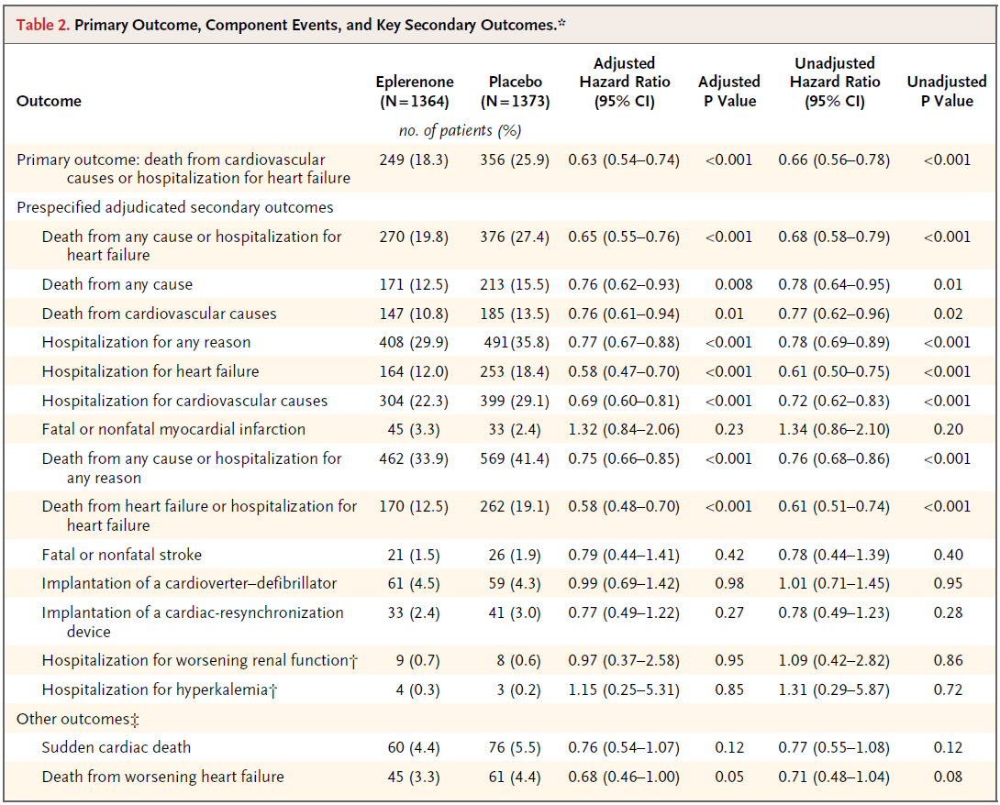 Table 2. Primary Outcome, Component Events, and Key Secondary Outcomes.*
Outcome Eplerenone (N=1364) Placebo (N=1373) Adjusted Hazard Ratio (95% CI) Adjusted P Value Unadjusted Hazard Ratio (95% CI) Unadjusted P Value
no. of patients (%)
Primary outcome: death from cardiovascular causes or hospitalization for heart failure 249 (18.3) 356 (25.9) 0.63 (0.54–0.74) <0.001 0.66 (0.56–0.78) <0.001
Prespecified adjudicated secondary outcomes
Death from any cause or hospitalization for heart failure 270 (19.8) 376 (27.4) 0.65 (0.55–0.76) <0.001 0.68 (0.58–0.79) <0.001
Death from any cause 171 (12.5) 213 (15.5) 0.76 (0.62–0.93) 0.008 0.78 (0.64–0.95) 0.01
Death from cardiovascular causes 147 (10.8) 185 (13.5) 0.76 (0.61–0.94) 0.01 0.77 (0.62–0.96) 0.02
Hospitalization for any reason 408 (29.9) 491(35.8) 0.77 (0.67–0.88) <0.001 0.78 (0.69–0.89) <0.001
Hospitalization for heart failure 164 (12.0) 253 (18.4) 0.58 (0.47–0.70) <0.001 0.61 (0.50–0.75) <0.001
Hospitalization for cardiovascular causes 304 (22.3) 399 (29.1) 0.69 (0.60–0.81) <0.001 0.72 (0.62–0.83) <0.001
Fatal or nonfatal myocardial infarction 45 (3.3) 33 (2.4) 1.32 (0.84–2.06) 0.23 1.34 (0.86–2.10) 0.20
Death from any cause or hospitalization for any reason 462 (33.9) 569 (41.4) 0.75 (0.66–0.85) <0.001 0.76 (0.68–0.86) <0.001
Death from heart failure or hospitalization for heart failure 170 (12.5) 262 (19.1) 0.58 (0.48–0.70) <0.001 0.61 (0.51–0.74) <0.001
Fatal or nonfatal stroke 21 (1.5) 26 (1.9) 0.79 (0.44–1.41) 0.42 0.78 (0.44–1.39) 0.40
Implantation of a cardioverter–defibrillator 61 (4.5) 59 (4.3) 0.99 (0.69–1.42) 0.98 1.01 (0.71–1.45) 0.95
Implantation of a cardiac-resynchronization device 33 (2.4) 41 (3.0) 0.77 (0.49–1.22) 0.27 0.78 (0.49–1.23) 0.28
Hospitalization for worsening renal function† 9 (0.7) 8 (0.6) 0.97 (0.37–2.58) 0.95 1.09 (0.42–2.82) 0.86
Hospitalization for hyperkalemia† 4 (0.3) 3 (0.2) 1.15 (0.25–5.31) 0.85 1.31 (0.29–5.87) 0.72
Other outcomes‡
Sudden cardiac death 60 (4.4) 76 (5.5) 0.76 (0.54–1.07) 0.12 0.77 (0.55–1.08) 0.12
Death from worsening heart failure 45 (3.3) 61 (4.4) 0.68 (0.46–1.00) 0.05 0.71 (0.48–1.04) 0.08